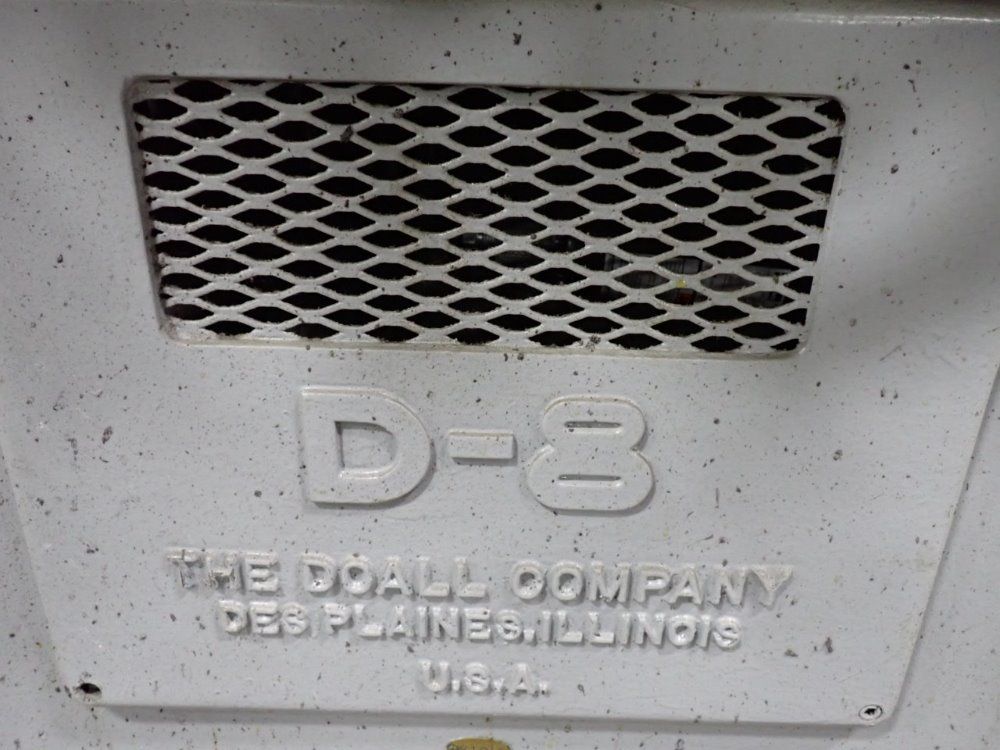 D-8
THE DOALL COMPANY
DES PLAINES, ILLINOIS
U.S.A.